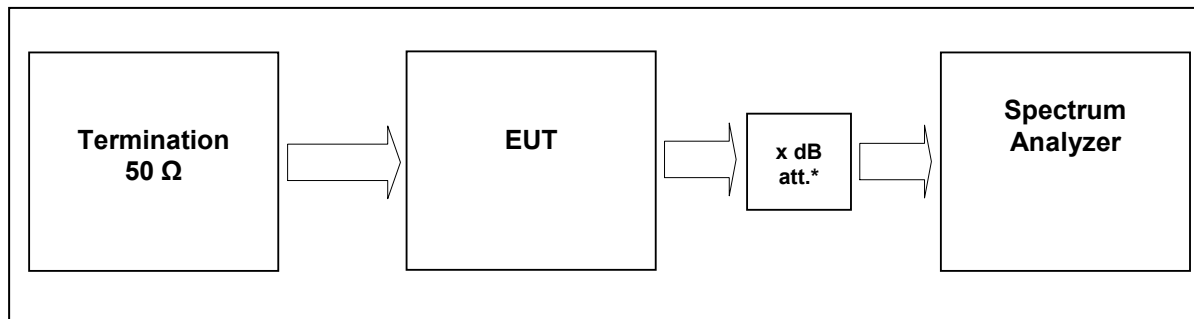 Termination
50 Ω
EUT
x dB
att.*
Spectrum
Analyzer